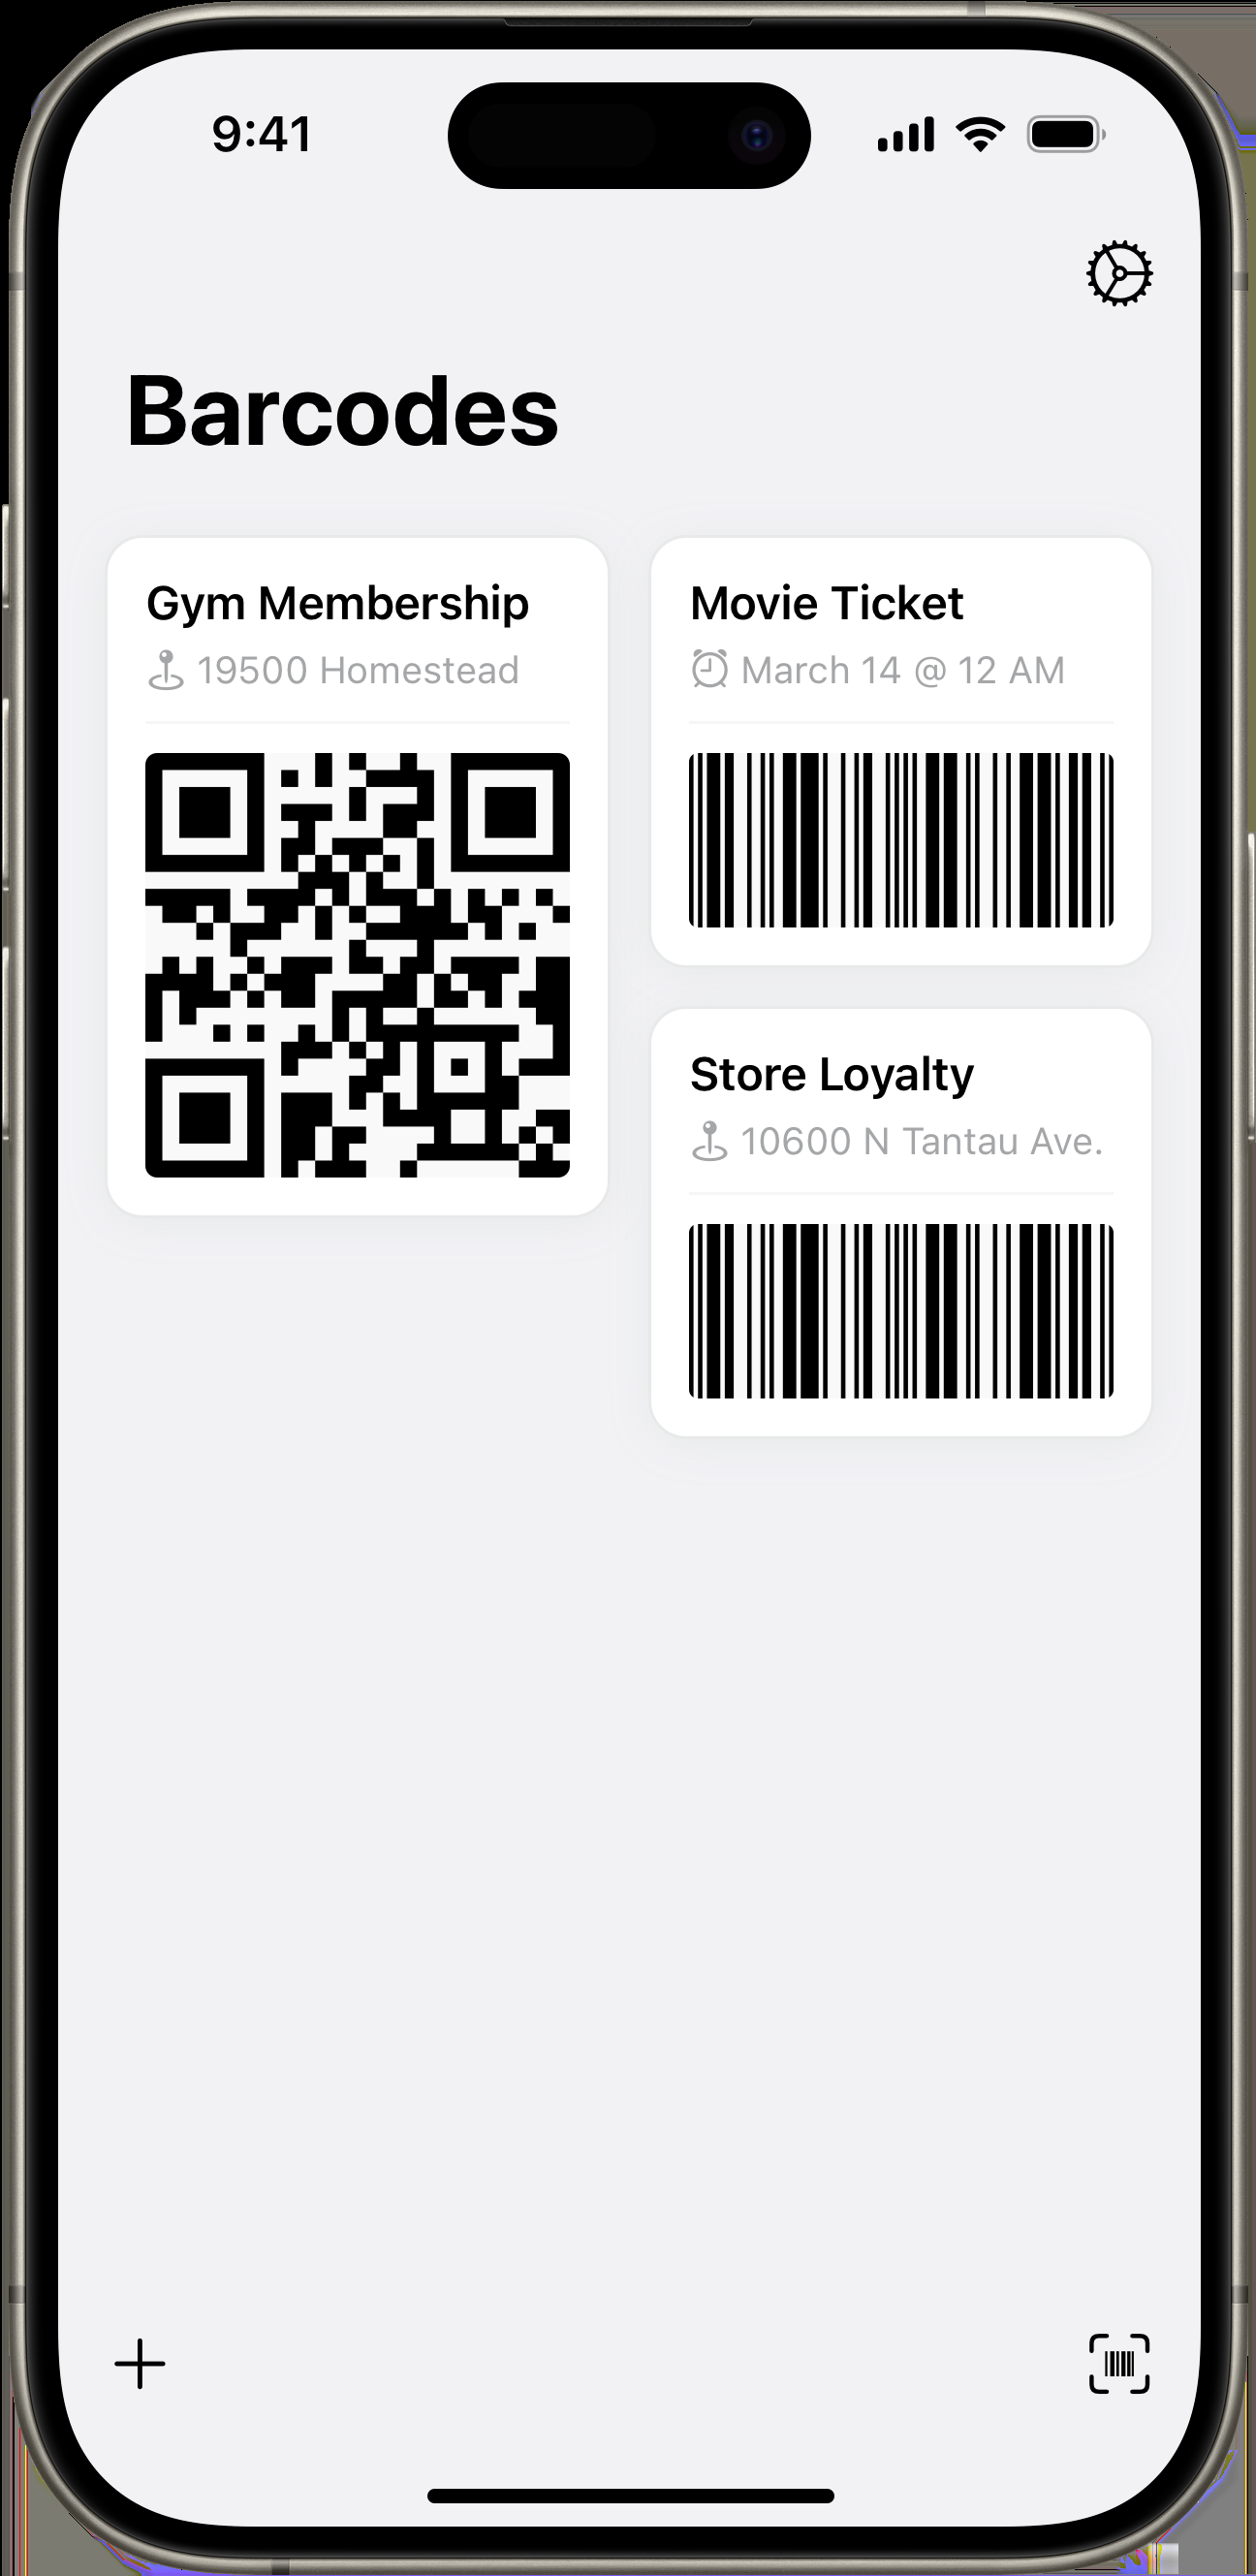 9:41
Barcodes
Gym Membership
19500 Homestead
Movie Ticket
March 14 @ 12 AM
Store Loyalty
10600 N Tantau Ave.